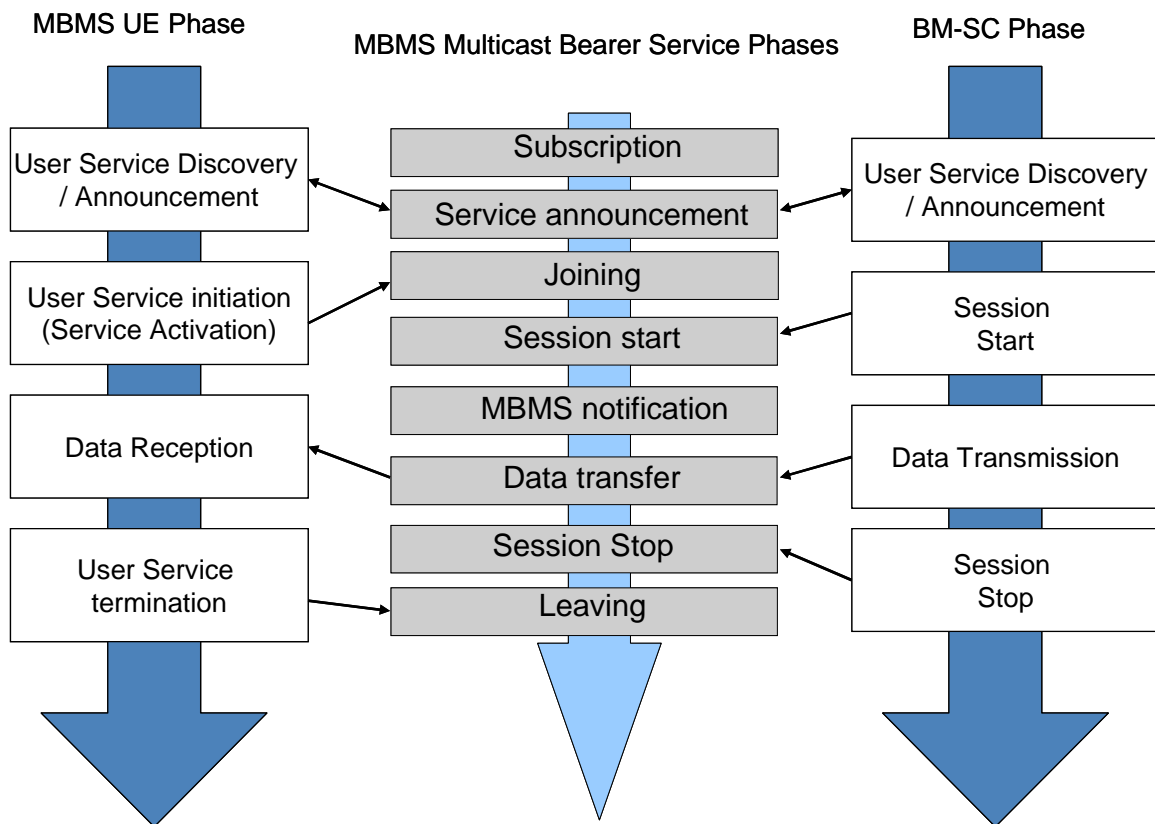 MBMS UE Phase
MBMS Multicast Bearer Service Phases
BM-SC Phase
User Service Discovery
/ Announcement
User Service initiation
(Service Activation)
Data Reception
User Service
termination
Subscription
Service announcement
Joining
Session start
MBMS notification
Data transfer
Session Stop
Leaving
User Service Discovery
/ Announcement
Session
Start
Data Transmission
Session
Stop